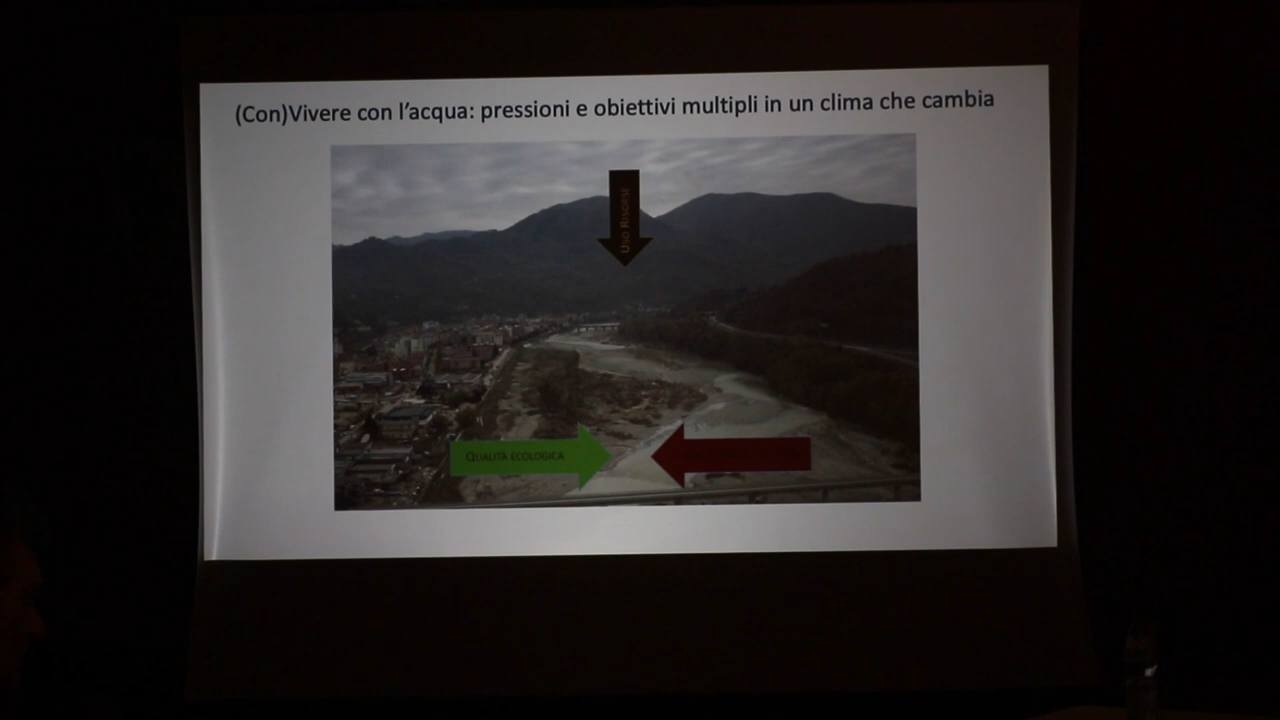 (Con)Vivere con l'acqua: pressioni e obiettivi multipli in un clima che cambia
USO RISORSE
QUALITÀ ECOLOGICA